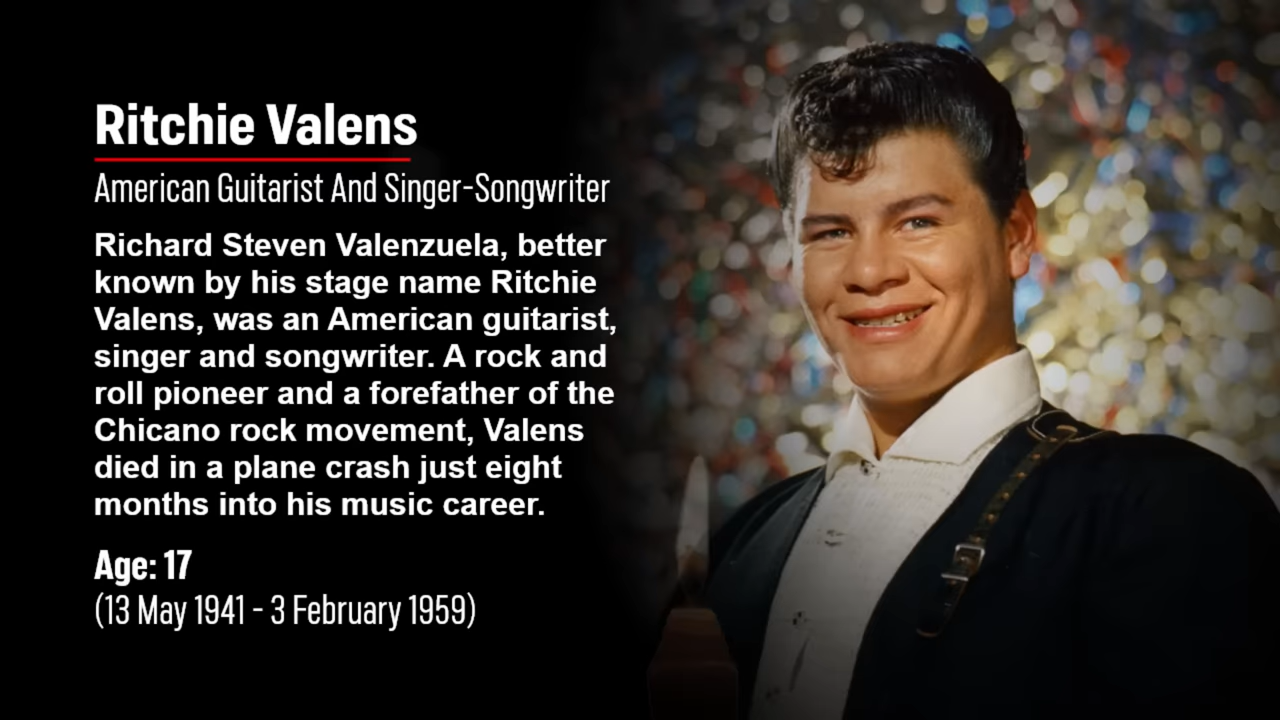 Ritchie Valens
American Guitarist And Singer-Songwriter
Richard Steven Valenzuela, better
known by his stage name Ritchie
Valens, was an American guitarist,
singer and songwriter. A rock and
roll pioneer and a forefather of the
Chicano rock movement, Valens
died in a plane crash just eight
months into his music career.
Age: 17
(13 May 1941 - 3 February 1959)